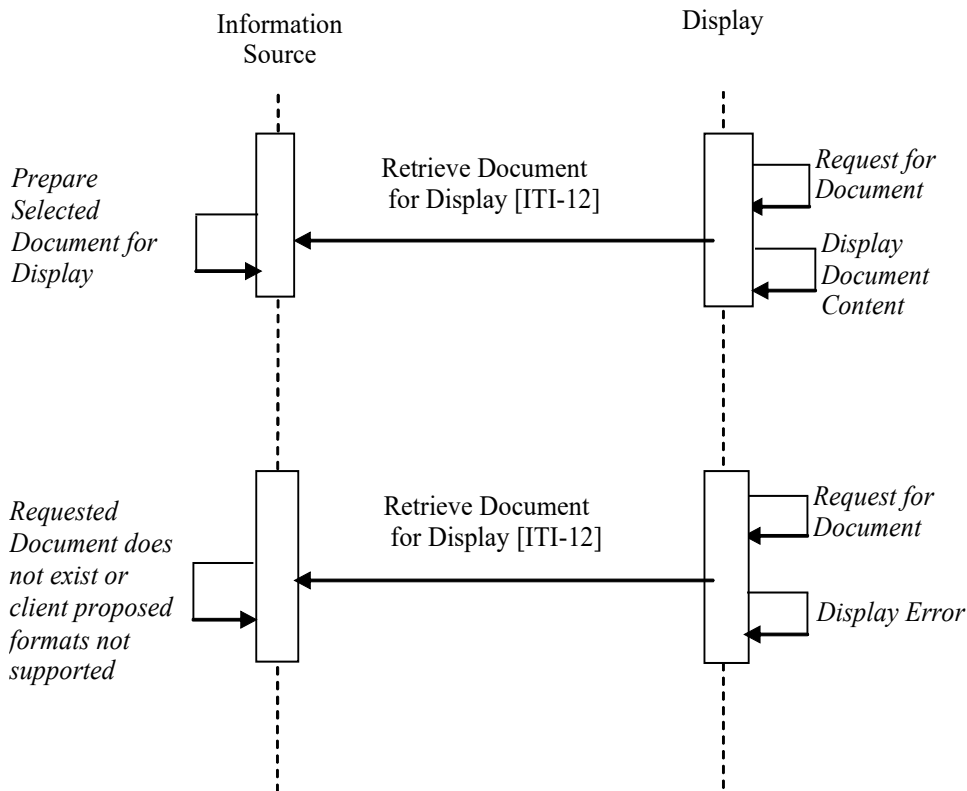 Information
Source
Display
Prepare
Selected
Document for
Display
Retrieve Document
for Display [ITI-12]
Request for
Document
Display
Document
Content
Requested
Document does
not exist or
client proposed
formats not
supported
Retrieve Document
for Display [ITI-12]
Request for
Document
Display Error